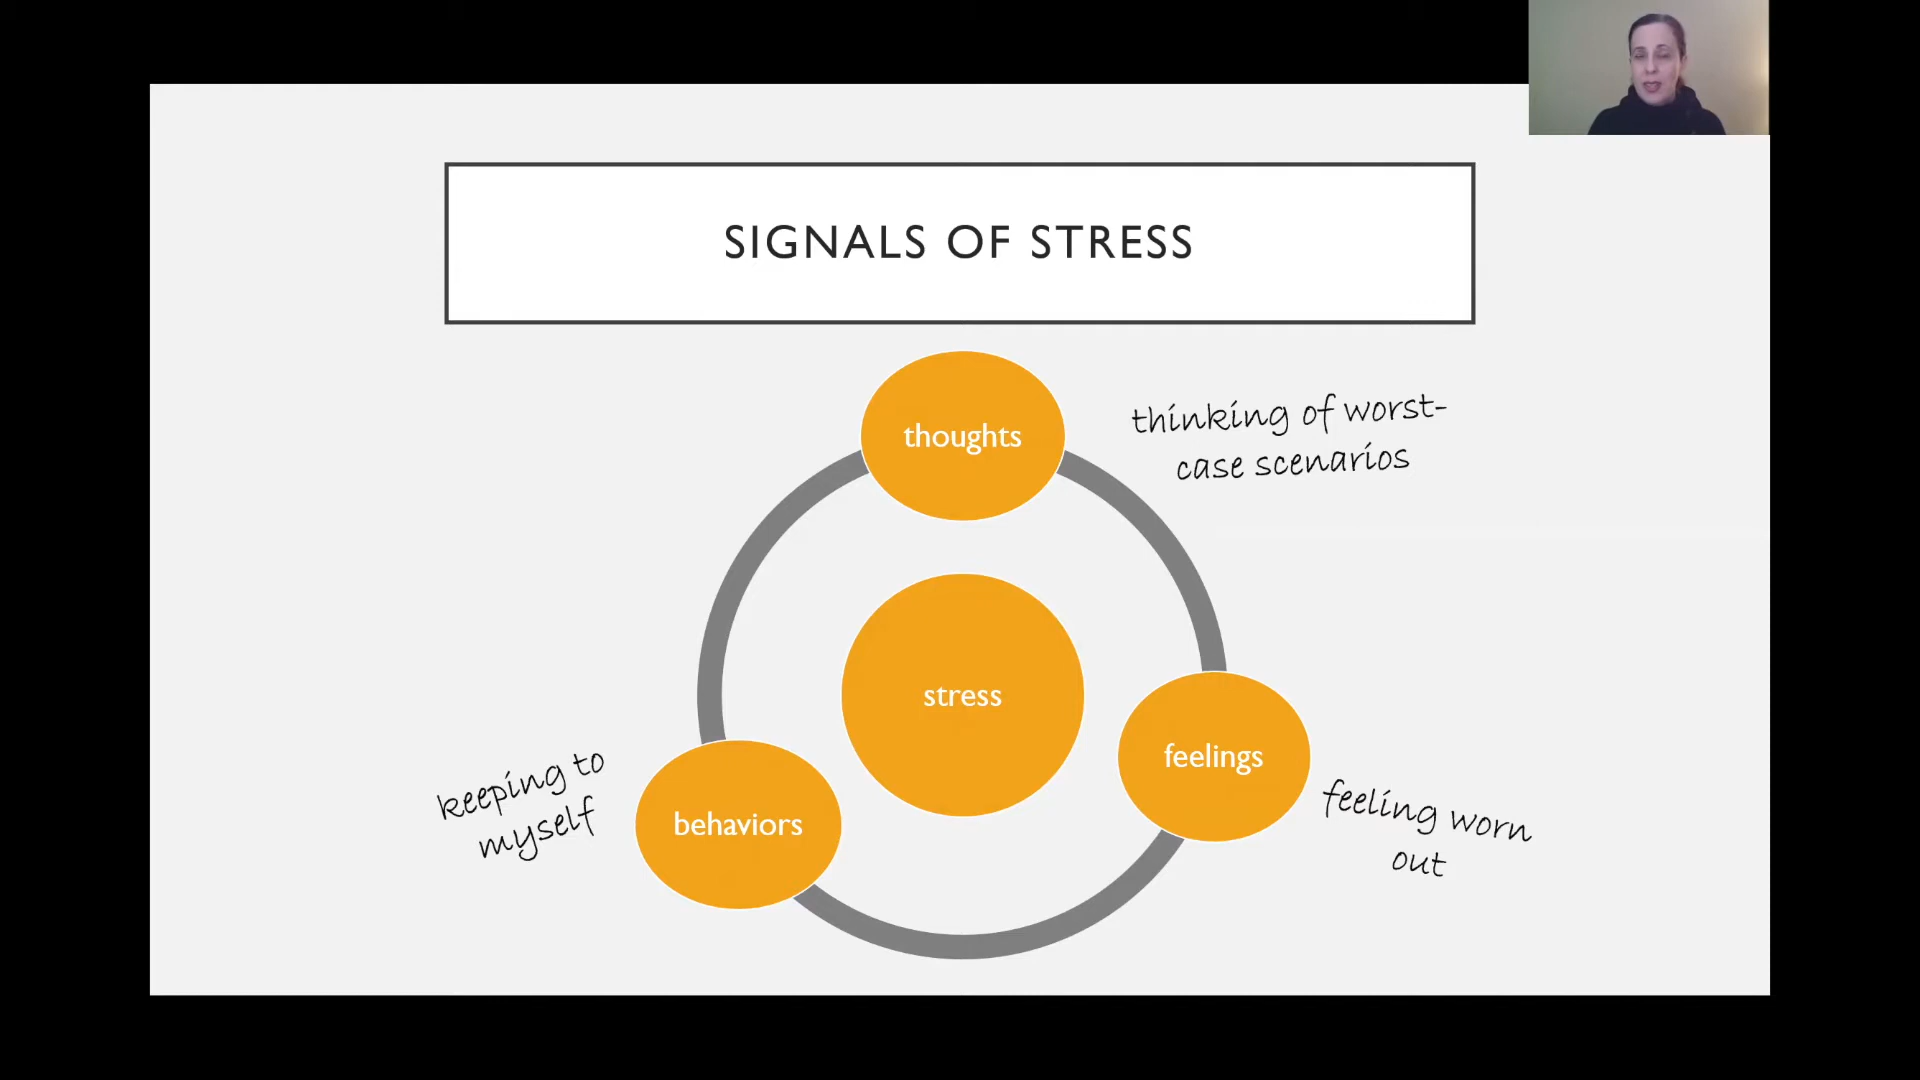 SIGNALS OF STRESS
thoughts
thinking of worst-
case scenarios
stress
feelings
feeling worn
out
behaviors
keeping to
myself